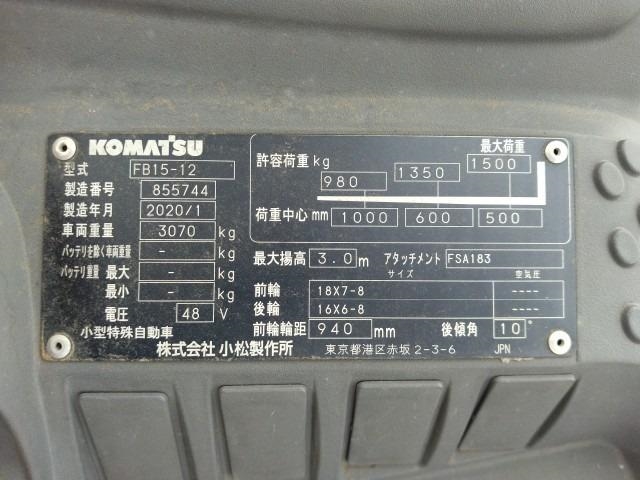 KOMATSU
型式 FB15-12
製造番号 855744
製造年月 2020/1
車両重量 3070 kg
バッテリを除く車両重量 - kg
バッテリ重量 最大 - kg
最小 - kg
電圧 48 V
小型特殊自動車
最大荷重
許容荷重 kg 980 1350 1500
荷重中心 mm 1000 600 500
最大揚高 3.0 m アタッチメント FSA183
サイズ 空気圧
前輪 18X7-8 ----
後輪 16X6-8 ----
前輪輪距 940 mm 後傾角 10°
株式会社 小松製作所 東京都港区赤坂 2-3-6 JPN